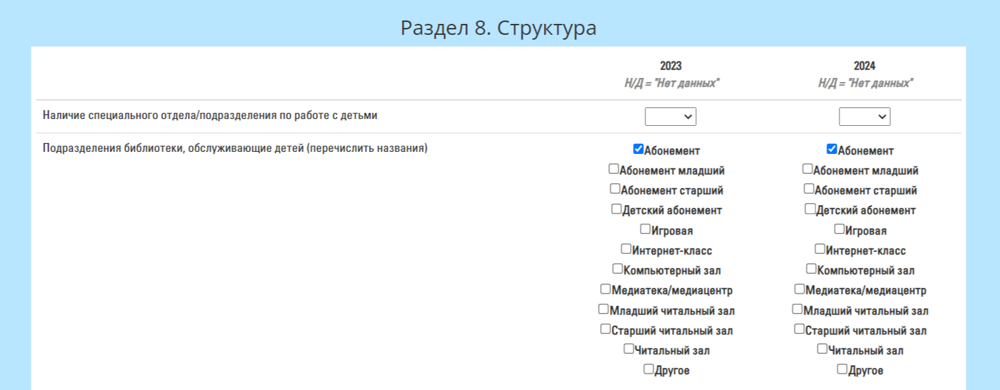 Раздел 8. Структура
2023 2024
Н/Д = "Нет данных" Н/Д = "Нет данных"
Наличие специального отдела/подразделения по работе с детьми
Подразделения библиотеки, обслуживающие детей (перечислить названия) Абонемент Абонемент
Абонемент младший Абонемент младший
Абонемент старший Абонемент старший
Детский абонемент Детский абонемент
Игровая Игровая
Интернет-класс Интернет-класс
Компьютерный зал Компьютерный зал
Медиатека/медиацентр Медиатека/медиацентр
Младший читальный зал Младший читальный зал
Старший читальный зал Старший читальный зал
Читальный зал Читальный зал
Другое Другое